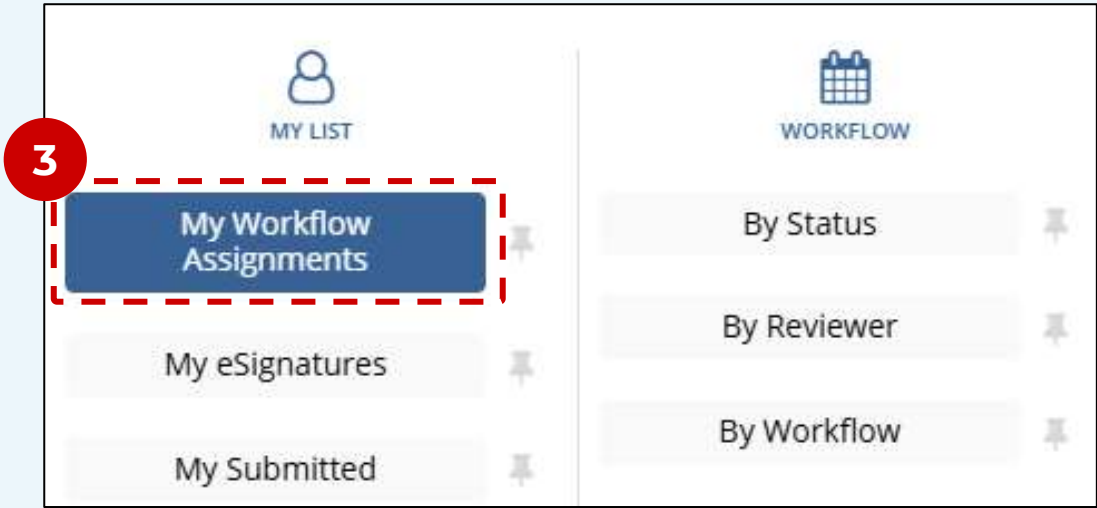 MY LIST
3
My Workflow
Assignments
My eSignatures
My Submitted
WORKFLOW
By Status
By Reviewer
By Workflow